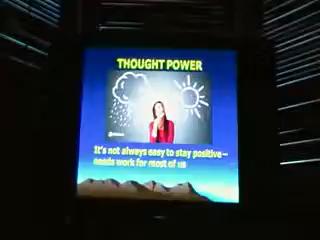 THOUGHT POWER
It's not always easy to stay positive--
needs work for most of us